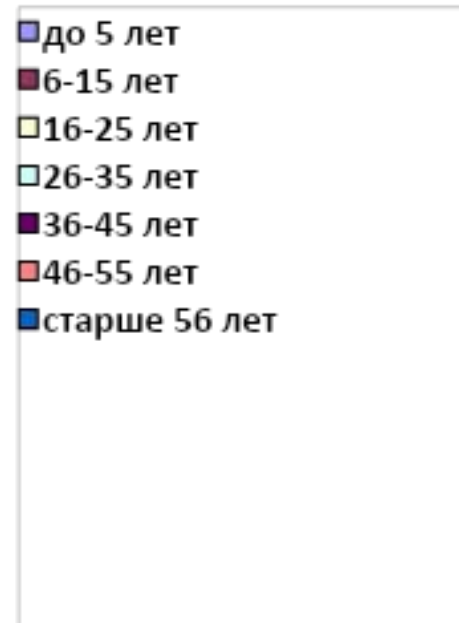 до 5 лет
6-15 лет
16-25 лет
26-35 лет
36-45 лет
46-55 лет
старше 56 лет